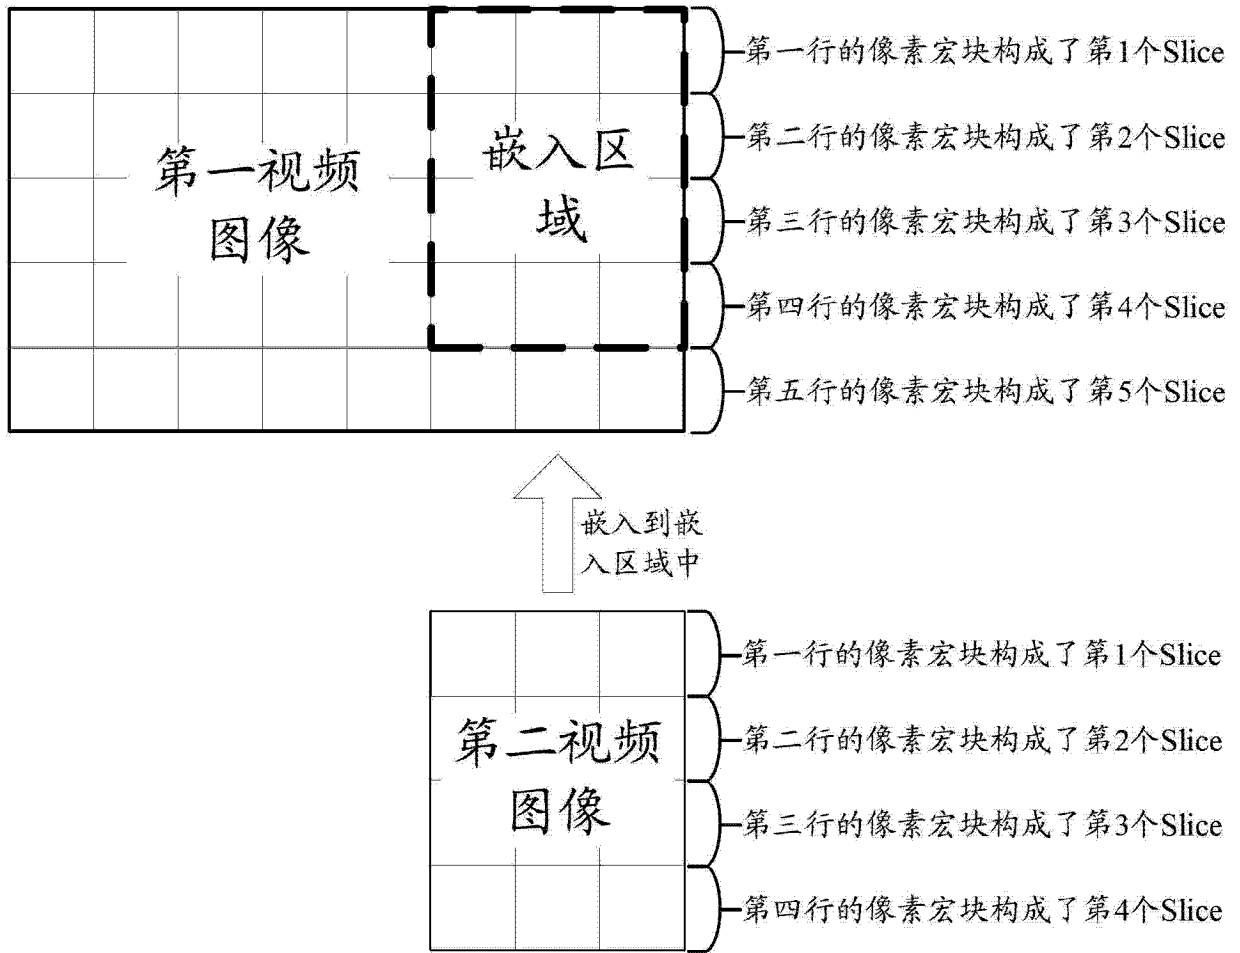 第一行的像素宏块构成了第1个Slice
第二行的像素宏块构成了第2个Slice
第三行的像素宏块构成了第3个Slice
第四行的像素宏块构成了第4个Slice
第五行的像素宏块构成了第5个Slice
第一视频
图像
嵌入区
域
嵌入到嵌
入区域中
第二视频
图像
第一行的像素宏块构成了第1个Slice
第二行的像素宏块构成了第2个Slice
第三行的像素宏块构成了第3个Slice
第四行的像素宏块构成了第4个Slice